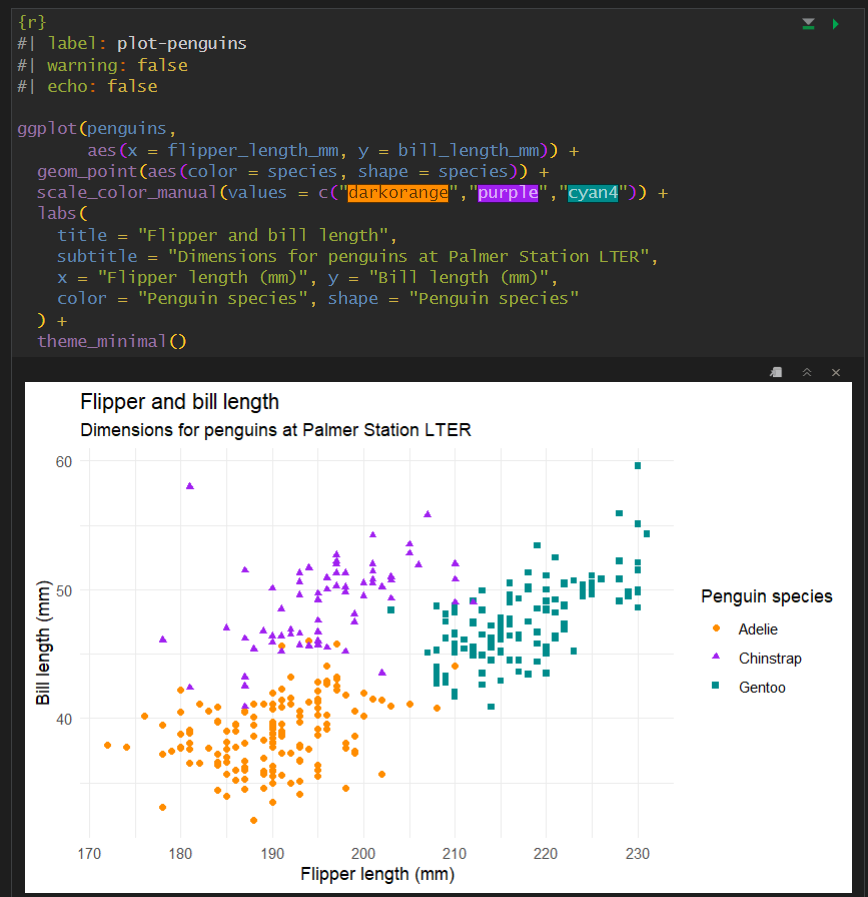 {r}
#| label: plot-penguins
#| warning: false
#| echo: false
ggplot(penguins,
aes(x = flipper_length_mm, y = bill_length_mm)) +
geom_point(aes(color = species, shape = species)) +
scale_color_manual(values = c("darkorange","purple","cyan4")) +
labs(
title = "Flipper and bill length",
subtitle = "Dimensions for penguins at Palmer Station LTER",
x = "Flipper length (mm)", y = "Bill length (mm)",
color = "Penguin species", shape = "Penguin species"
) +
theme_minimal()
Flipper and bill length
Dimensions for penguins at Palmer Station LTER
60
50
40
Bill length (mm)
170 180 190 200 210 220 230
Flipper length (mm)
Penguin species
Adelie
Chinstrap
Gentoo